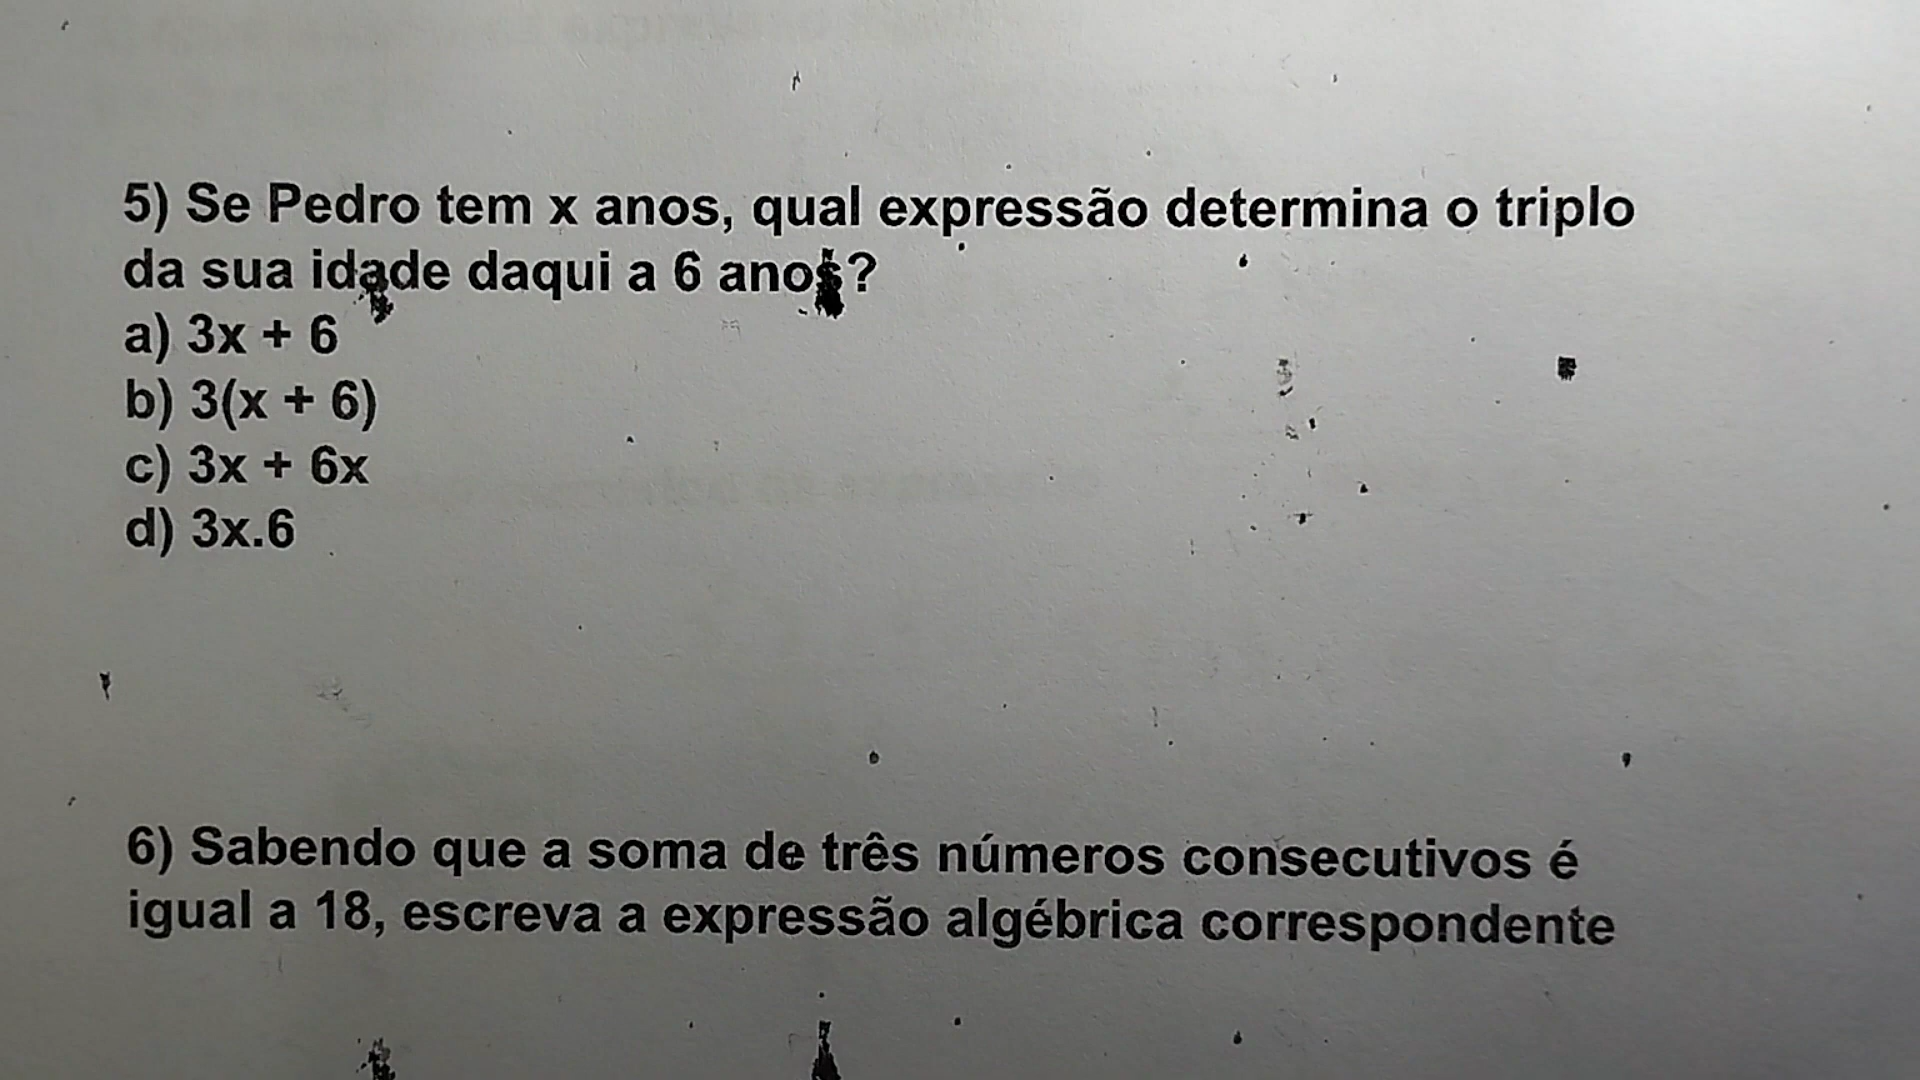 5) Se Pedro tem x anos, qual expressão determina o triplo
da sua idade daqui a 6 anos?
a) 3x + 6
b) 3(x + 6)
c) 3x + 6x
d) 3x.6
6) Sabendo que a soma de três números consecutivos é
igual a 18, escreva a expressão algébrica correspondente